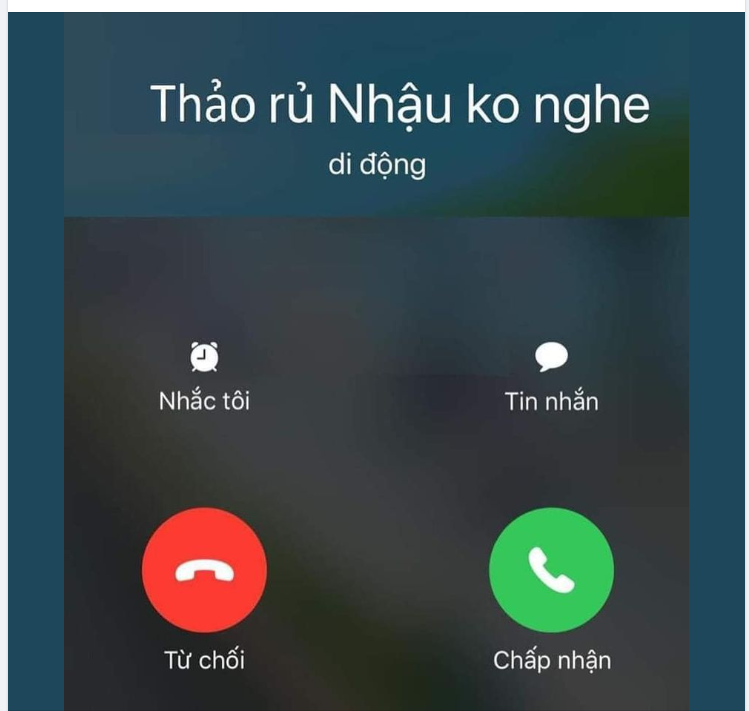 Thảo rủ Nhậu ko nghe
di động
Nhắc tôi
Tin nhắn
Từ chối
Chấp nhận